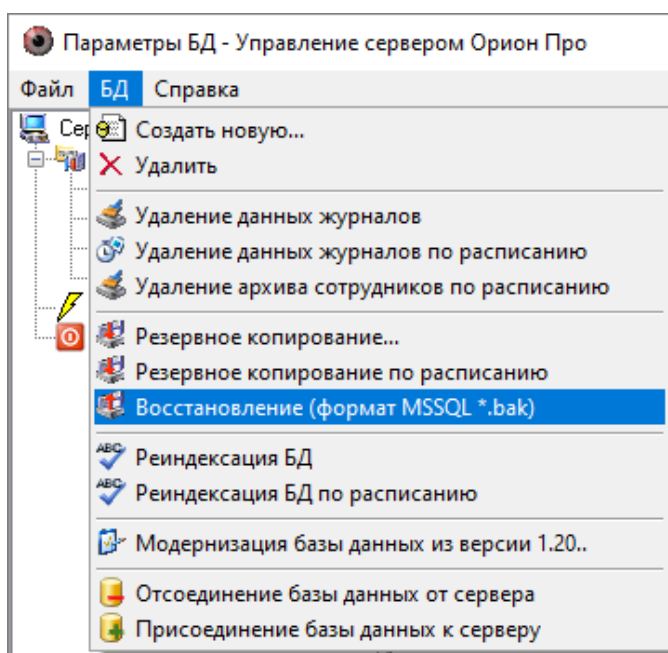 Параметры БД - Управление сервером Орион Про
Файл БД Справка
Создать новую...
Удалить
Удаление данных журналов
Удаление данных журналов по расписанию
Удаление архива сотрудников по расписанию
Резервное копирование...
Резервное копирование по расписанию
Восстановление (формат MSSQL *.bak)
Реиндексация БД
Реиндексация БД по расписанию
Модернизация базы данных из версии 1.20..
Отсоединение базы данных от сервера
Присоединение базы данных к серверу